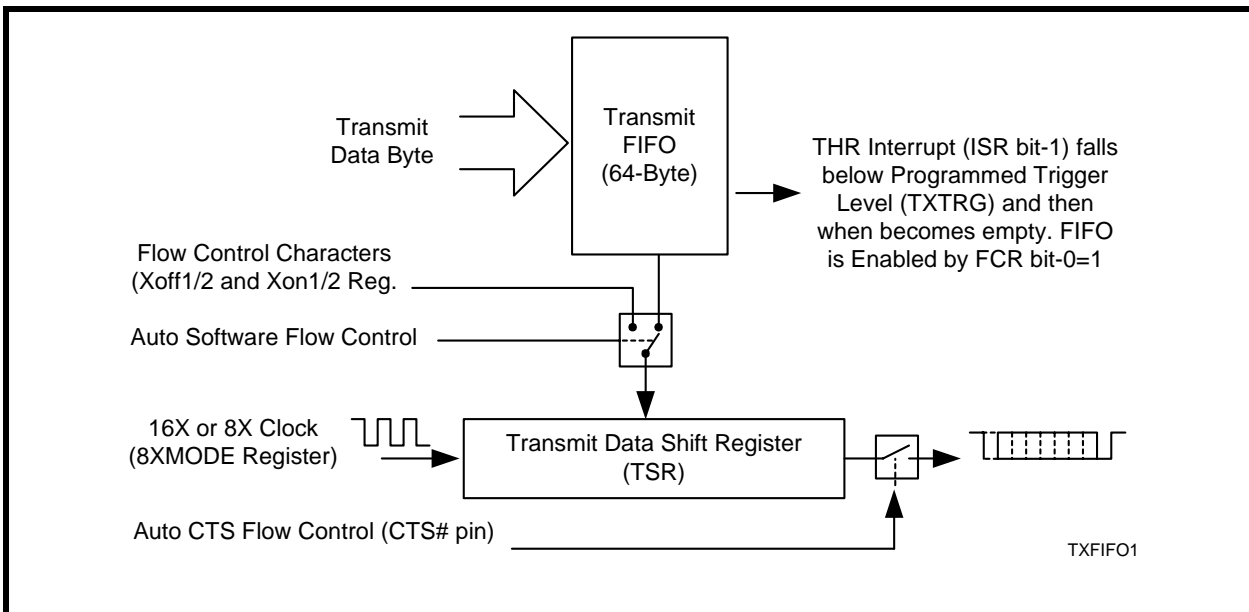 Transmit
Data Byte
Transmit
FIFO
(64-Byte)
THR Interrupt (ISR bit-1) falls
below Programmed Trigger
Level (TXTRG) and then
when becomes empty. FIFO
is Enabled by FCR bit-0=1
Flow Control Characters
(Xoff1/2 and Xon1/2 Reg.
Auto Software Flow Control
16X or 8X Clock
(8XMODE Register)
Transmit Data Shift Register
(TSR)
Auto CTS Flow Control (CTS# pin)
TXFIFO1